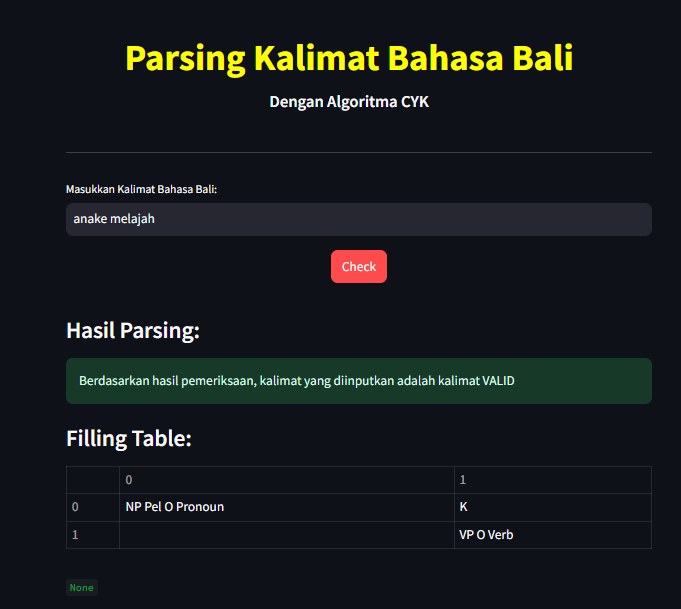 Parsing Kalimat Bahasa Bali
Dengan Algoritma CYK
Masukkan Kalimat Bahasa Bali:
anake melajah
Check
Hasil Parsing:
Berdasarkan hasil pemeriksaan, kalimat yang diinputkan adalah kalimat VALID
Filling Table:
0 1
0 NP Pel O Pronoun K
1 VP O Verb
None